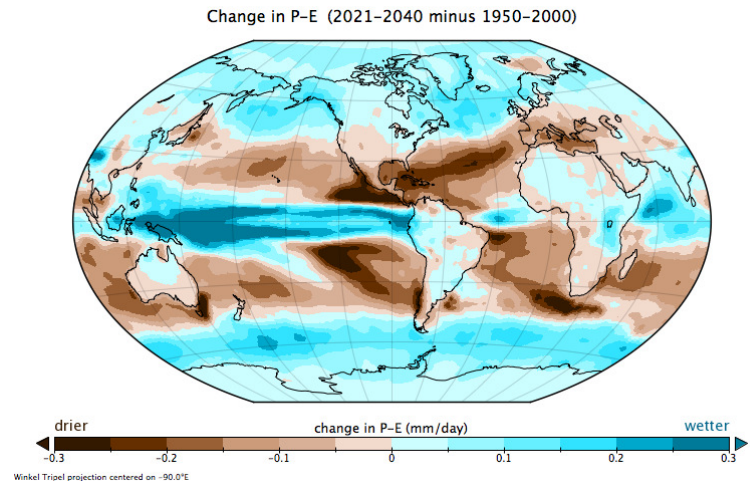 Change in P-E (2021-2040 minus 1950-2000)
drier change in P-E (mm/day) wetter
-0.3 -0.2 -0.1 0 0.1 0.2 0.3
Winkel Tripel projection centered on -90.0°E